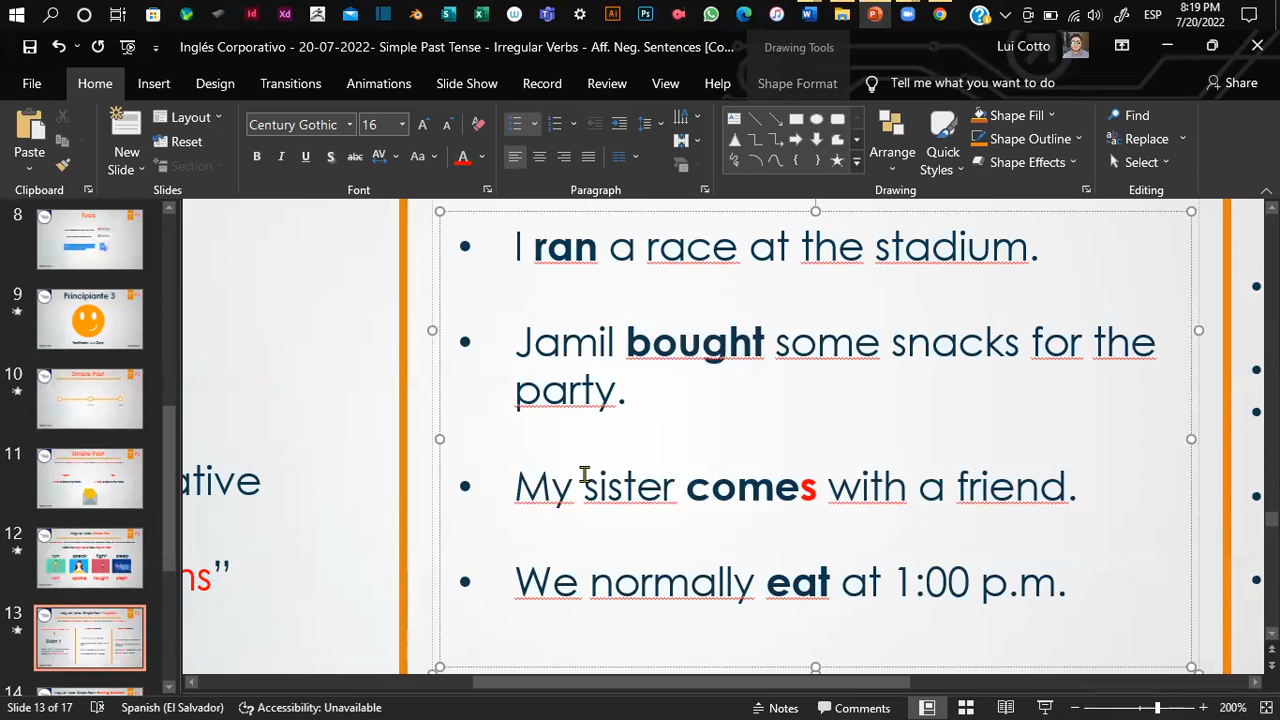 8:19 PM
ESP
7/20/2022
Inglés Corporativo - 20-07-2022- Simple Past Tense - Irregular Verbs - Aff. Neg. Sentences [Co...
Drawing Tools
Lui Cotto
File Home Insert Design Transitions Animations Slide Show Record Review View Help Shape Format Tell me what you want to do Share
Paste
New Slide
Layout
Reset
Section
Century Gothic 16
Arrange
Quick Styles
Shape Fill
Shape Outline
Shape Effects
Find
Replace
Select
Clipboard Slides Font Paragraph Drawing Editing
8
9
Principiante 3
10
Simple Past
11
Simple Past
12
run speak fight sleep
13
14
ative
ns”
• I ran a race at the stadium.
• Jamil bought some snacks for the
party.
• My sister comes with a friend.
• We normally eat at 1:00 p.m.
Slide 13 of 17 Spanish (El Salvador) Accessibility: Unavailable Notes Comments 200%